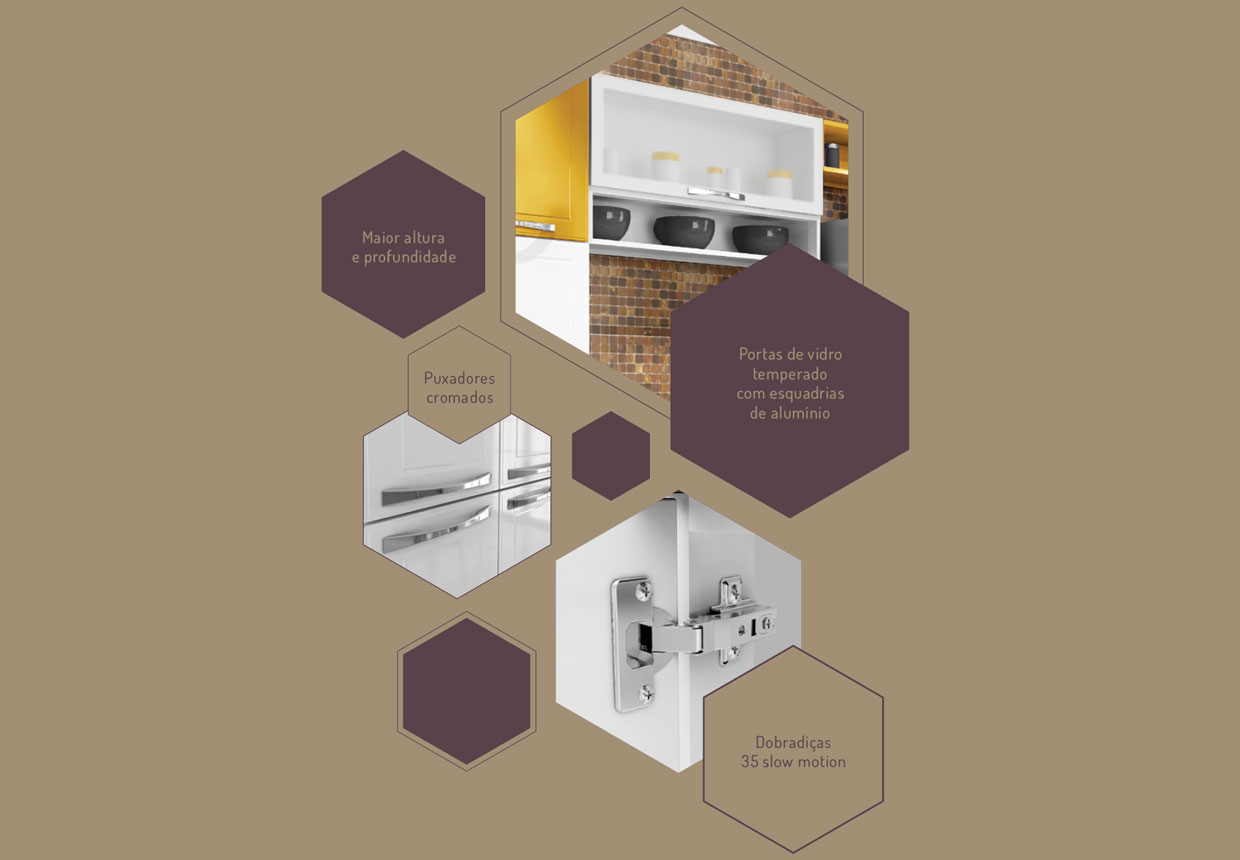 Maior altura
e profundidade
Portas de vidro
temperado
com esquadrias
de alumínio
Puxadores
cromados
Dobradiças
35 slow motion